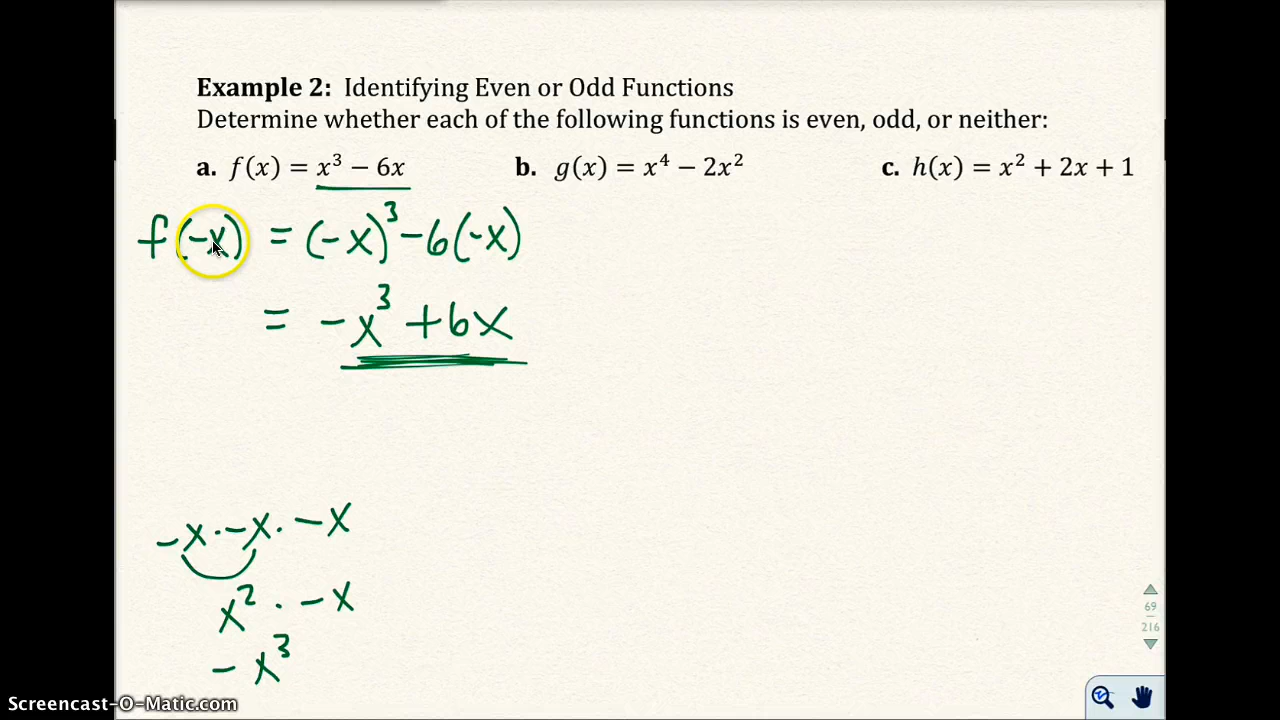 Example 2: Identifying Even or Odd Functions
Determine whether each of the following functions is even, odd, or neither:
a. f(x) = x³ − 6x b. g(x) = x⁴ − 2x² c. h(x) = x² + 2x + 1
f(-x) = (-x)³ - 6(-x)
= -x³ + 6x
-x · -x · -x
x² · -x
-x³
69
216
Screencast-O-Matic.com